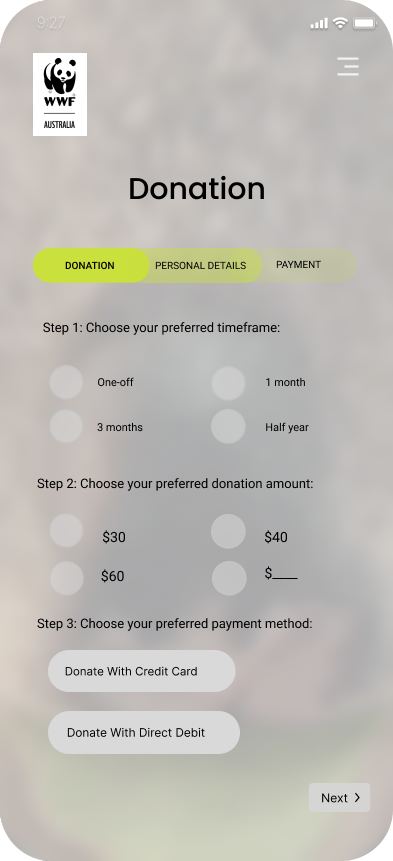 9:27
WWF
AUSTRALIA
Donation
DONATION PERSONAL DETAILS PAYMENT
Step 1: Choose your preferred timeframe:
One-off 1 month
3 months Half year
Step 2: Choose your preferred donation amount:
$30 $40
$60 $___
Step 3: Choose your preferred payment method:
Donate With Credit Card
Donate With Direct Debit
Next >